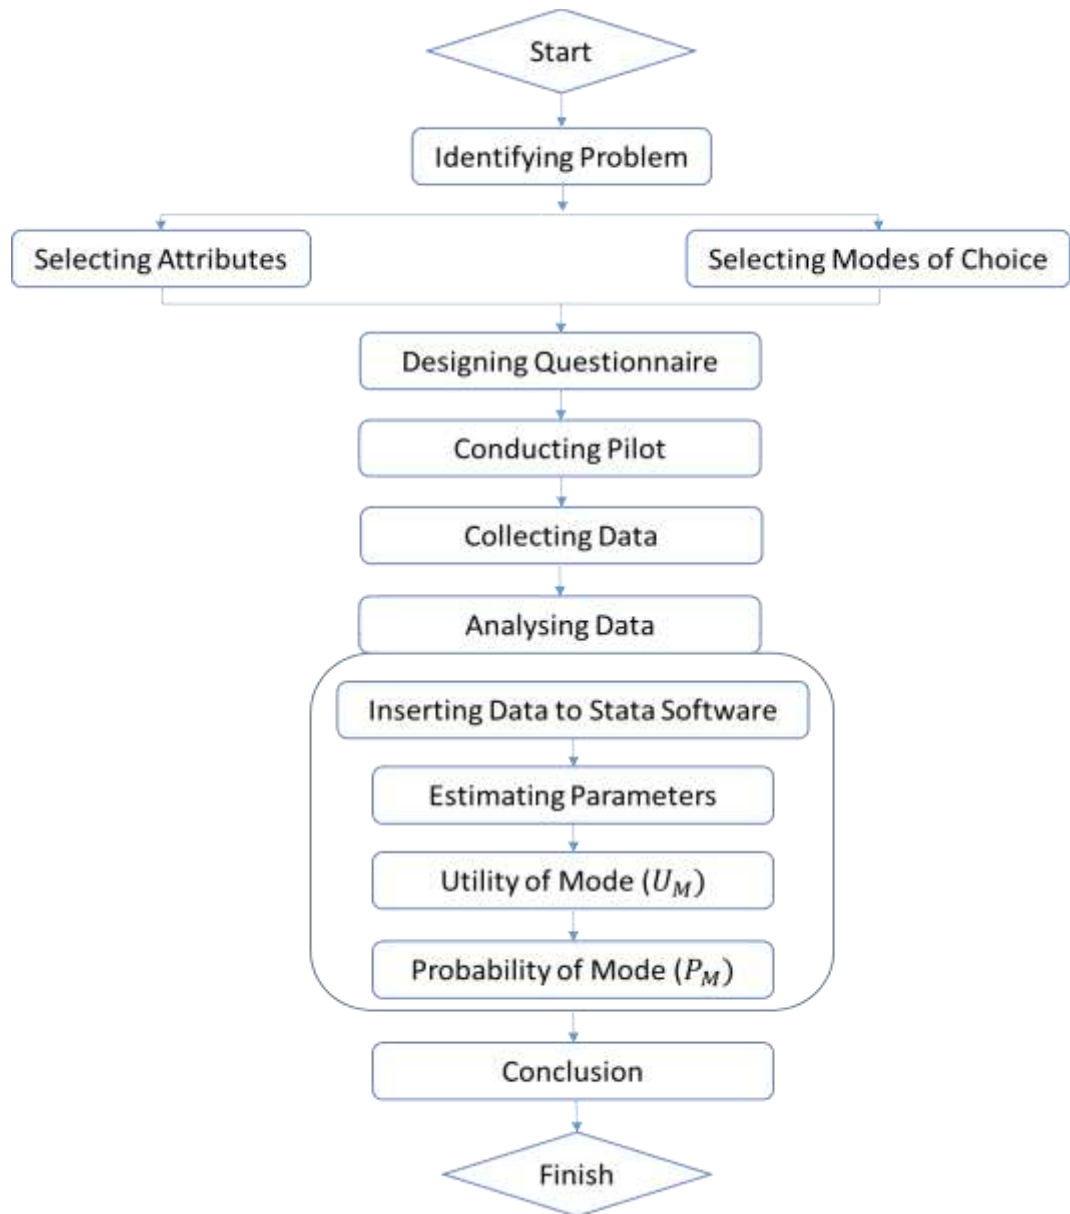 Start
Identifying Problem
Selecting Attributes
Selecting Modes of Choice
Designing Questionnaire
Conducting Pilot
Collecting Data
Analysing Data
Inserting Data to Stata Software
Estimating Parameters
Utility of Mode (U_M)
Probability of Mode (P_M)
Conclusion
Finish